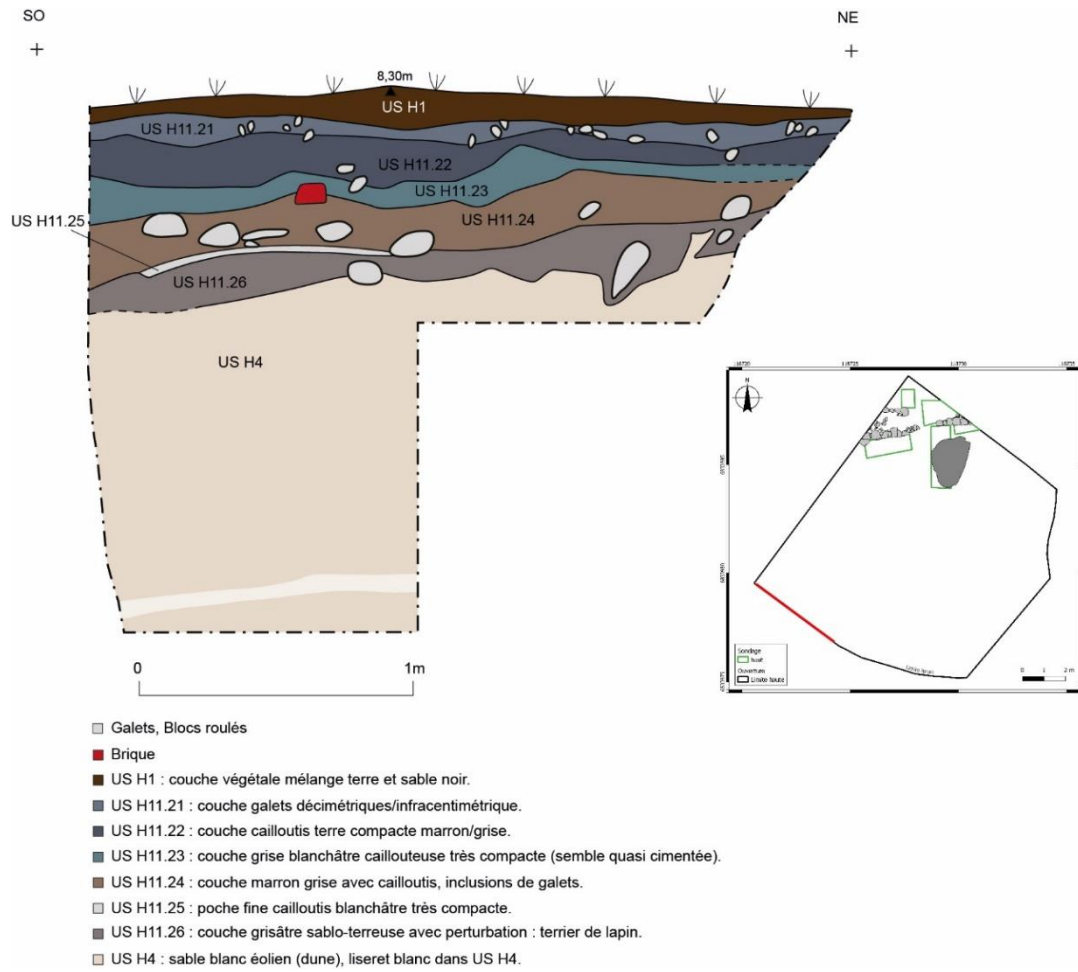 SO
NE
8,30m
US H1
US H11.21
US H11.22
US H11.23
US H11.25
US H11.24
US H11.26
US H4
0
1m
N
Sondage
haut
Ouverture
Limite haute
Limite haute
0 1 2 m
Galets, Blocs roulés
Brique
US H1 : couche végétale mélange terre et sable noir.
US H11.21 : couche galets décimétriques/infracentimétrique.
US H11.22 : couche cailloutis terre compacte marron/grise.
US H11.23 : couche grise blanchâtre caillouteuse très compacte (semble quasi cimentée).
US H11.24 : couche marron grise avec cailloutis, inclusions de galets.
US H11.25 : poche fine cailloutis blanchâtre très compacte.
US H11.26 : couche grisâtre sablo-terreuse avec perturbation : terrier de lapin.
US H4 : sable blanc éolien (dune), liseret blanc dans US H4.